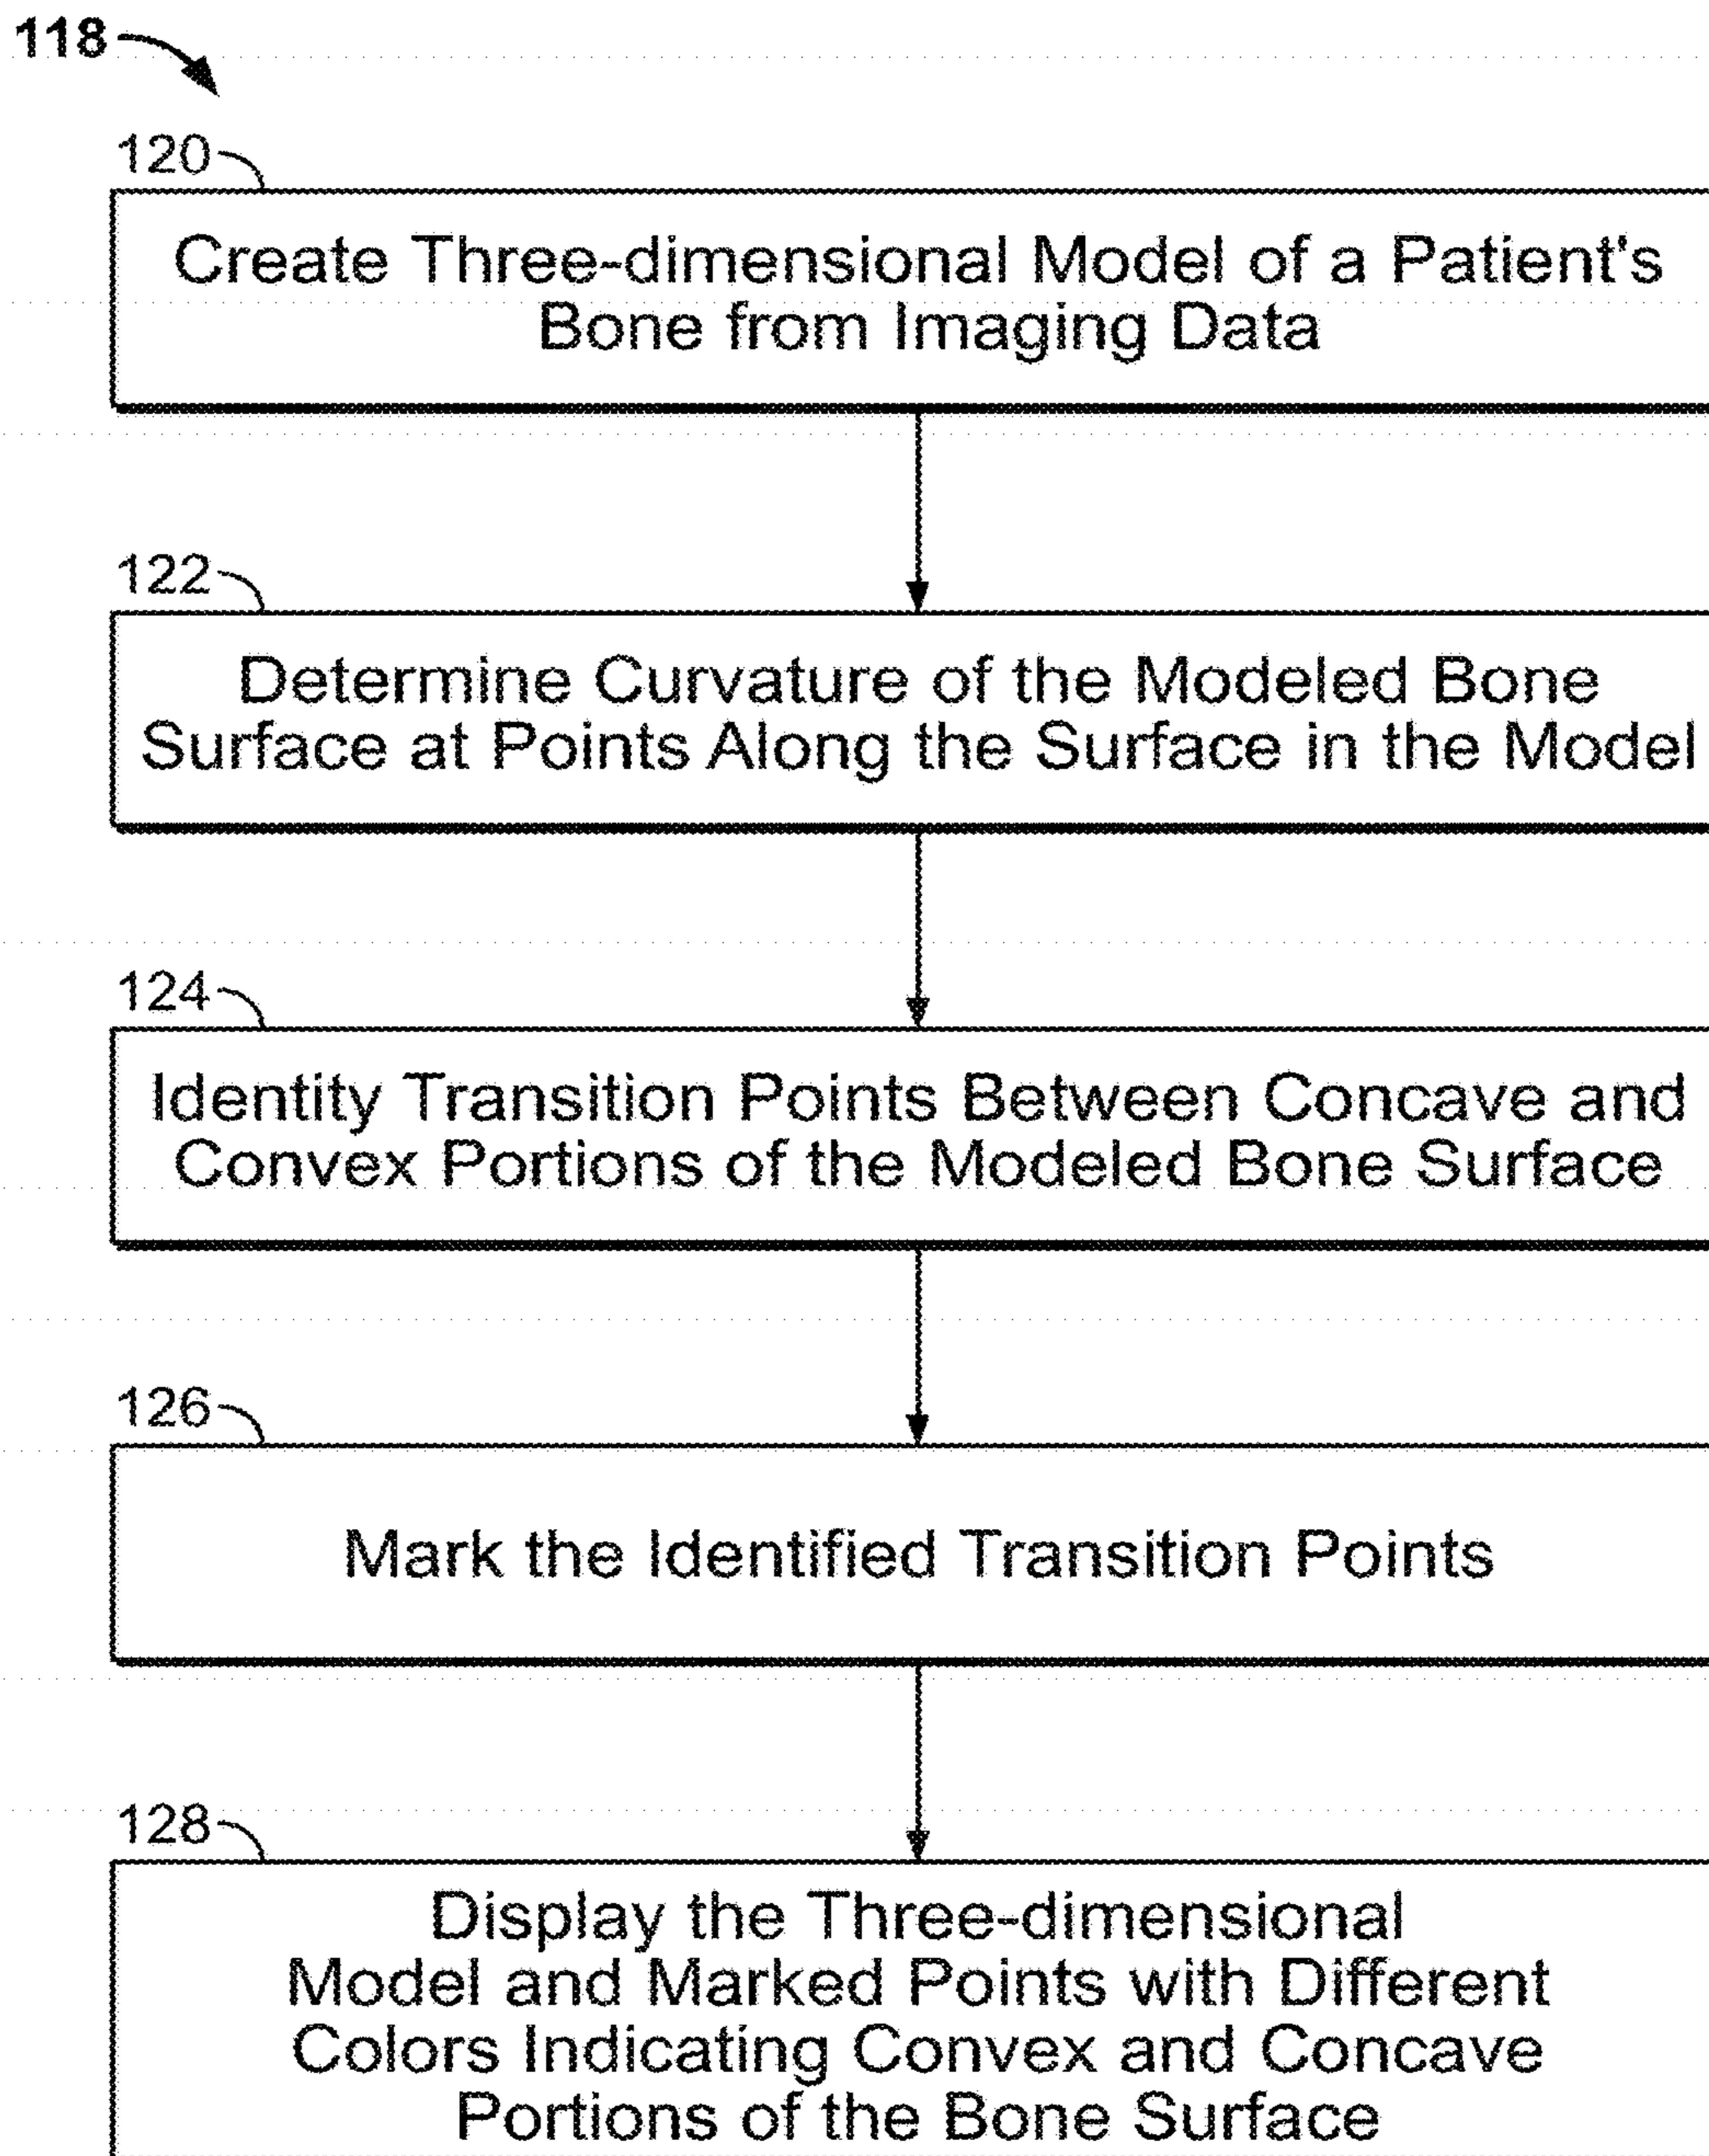 118
120
Create Three-dimensional Model of a Patient's
Bone from Imaging Data
122
Determine Curvature of the Modeled Bone
Surface at Points Along the Surface in the Model
124
Identity Transition Points Between Concave and
Convex Portions of the Modeled Bone Surface
126
Mark the Identified Transition Points
128
Display the Three-dimensional
Model and Marked Points with Different
Colors Indicating Convex and Concave
Portions of the Bone Surface